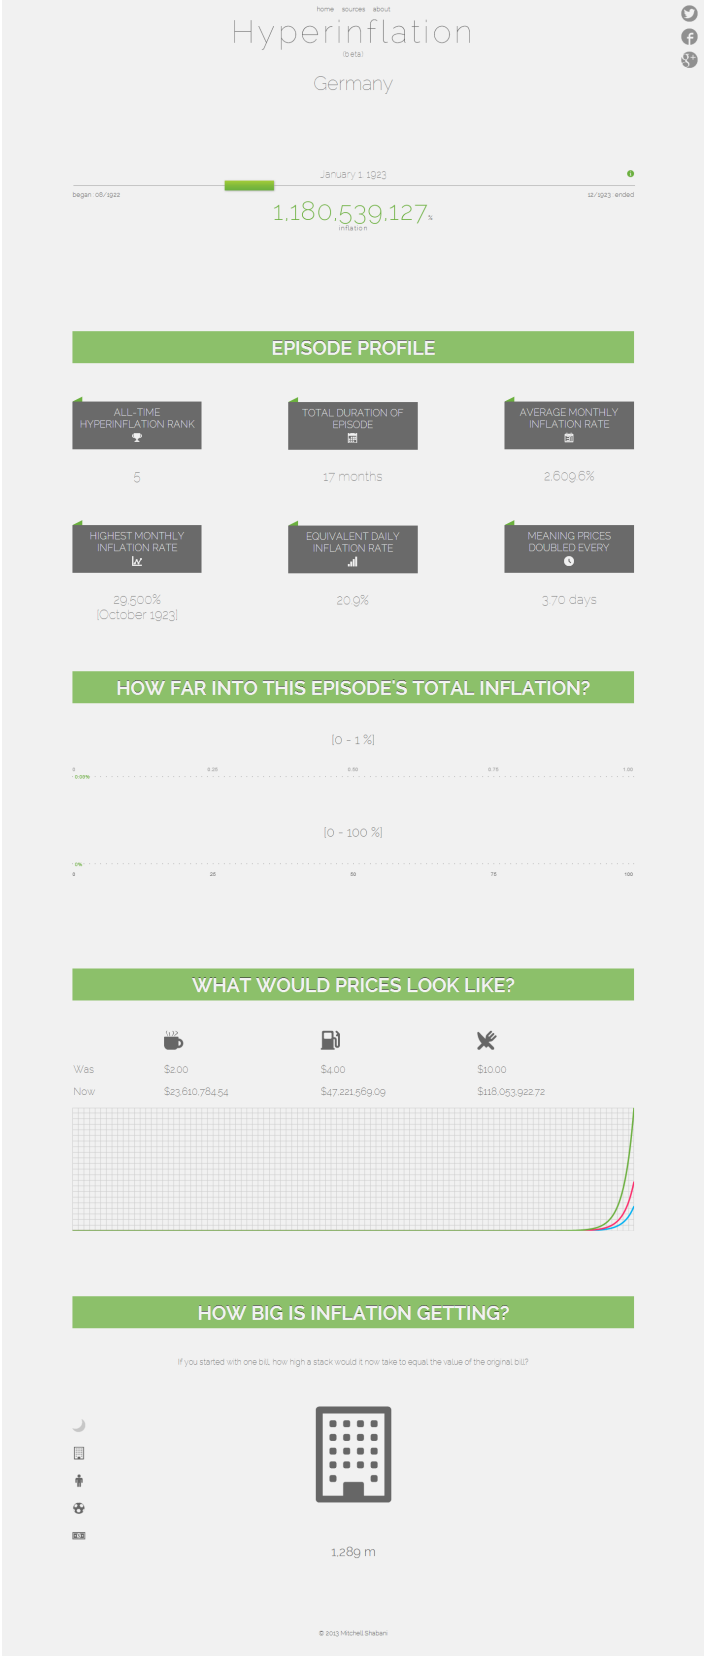 home sources about
Hyperinflation
(beta)
Germany
January 1, 1923
began: 08/1922
12/1923 :ended
1,180,539,127%
inflation
EPISODE PROFILE
ALL-TIME
HYPERINFLATION RANK
5
TOTAL DURATION OF
EPISODE
17 months
AVERAGE MONTHLY
INFLATION RATE
2,609.6%
HIGHEST MONTHLY
INFLATION RATE
29,500%
[October 1923]
EQUIVALENT DAILY
INFLATION RATE
20.9%
MEANING PRICES
DOUBLED EVERY
3.70 days
HOW FAR INTO THIS EPISODE'S TOTAL INFLATION?
[0 - 1 %]
0 0.25 0.50 0.75 1.00
0.00%
[0 - 100 %]
0%
0 25 50 75 100
WHAT WOULD PRICES LOOK LIKE?
Was $2.00 $4.00 $10.00
Now $23,610,784.54 $47,221,569.09 $118,053,922.72
HOW BIG IS INFLATION GETTING?
If you started with one bill, how high a stack would it now take to equal the value of the original bill?
1,289 m
© 2013 Mitchell Shabani